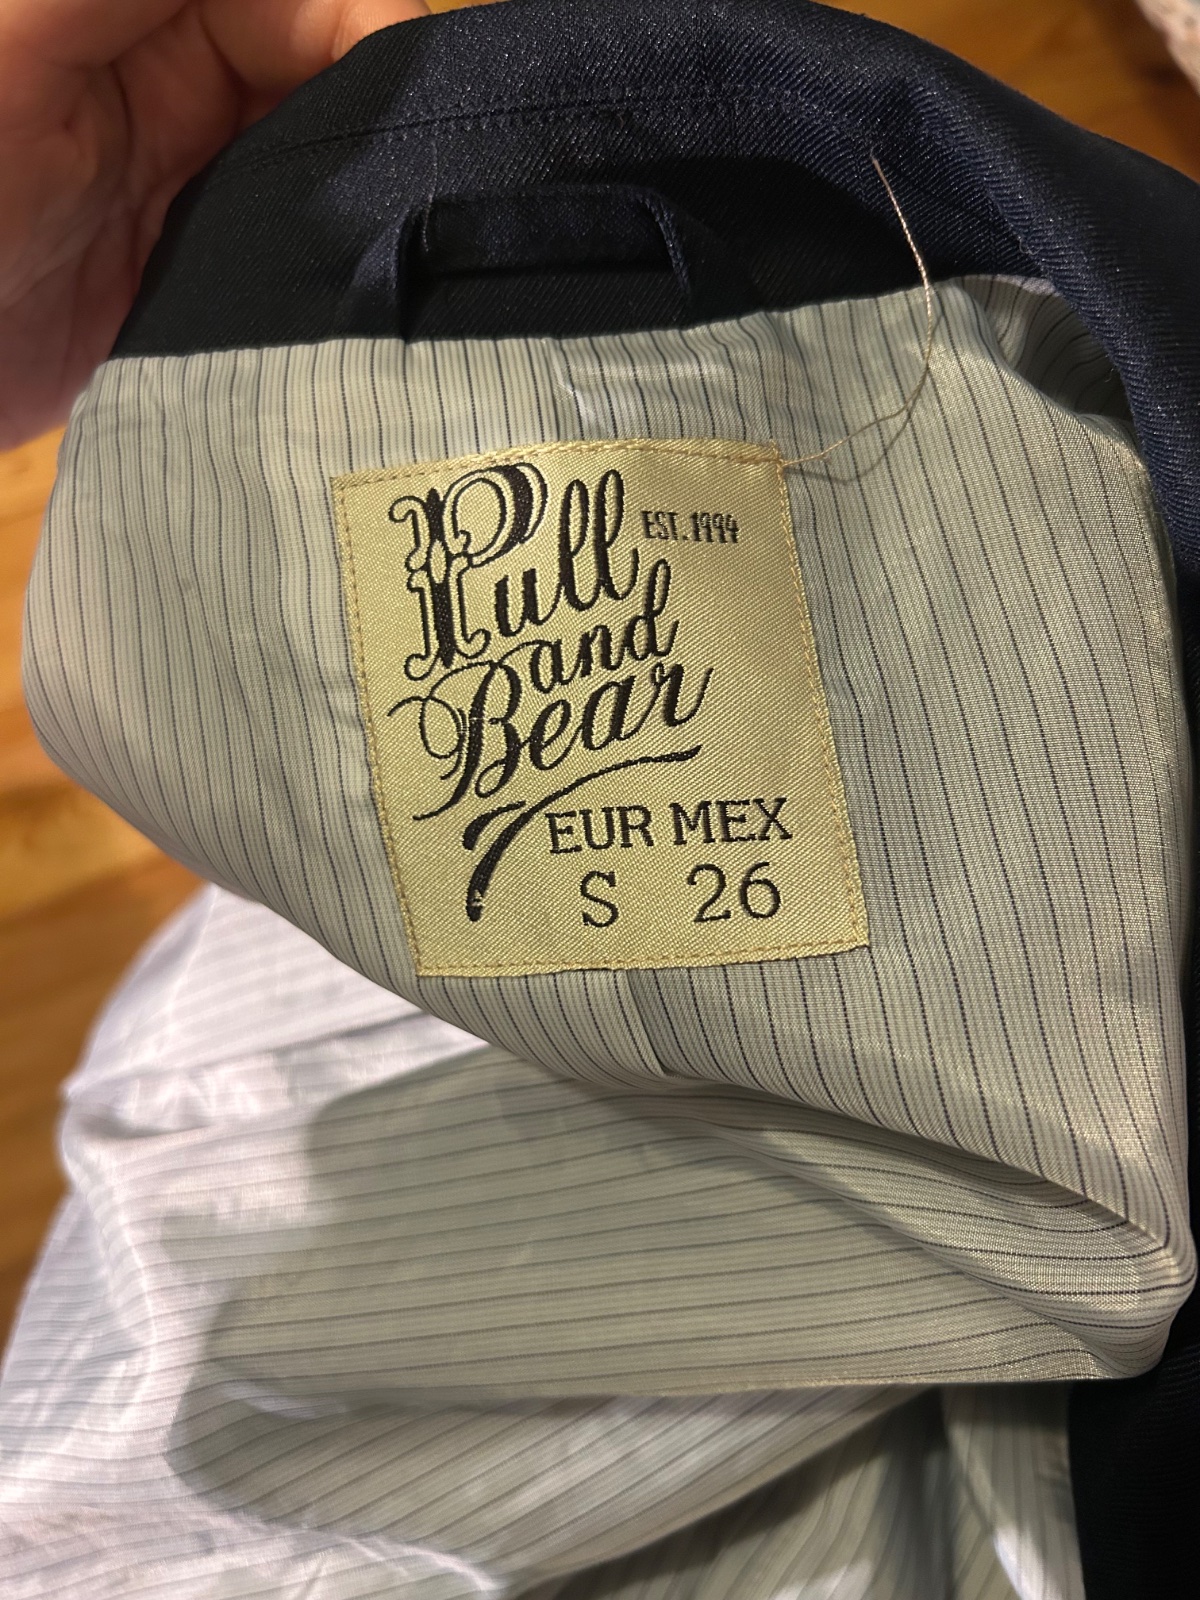 Pull
EST.1994
and
Bear
EUR MEX
S 26